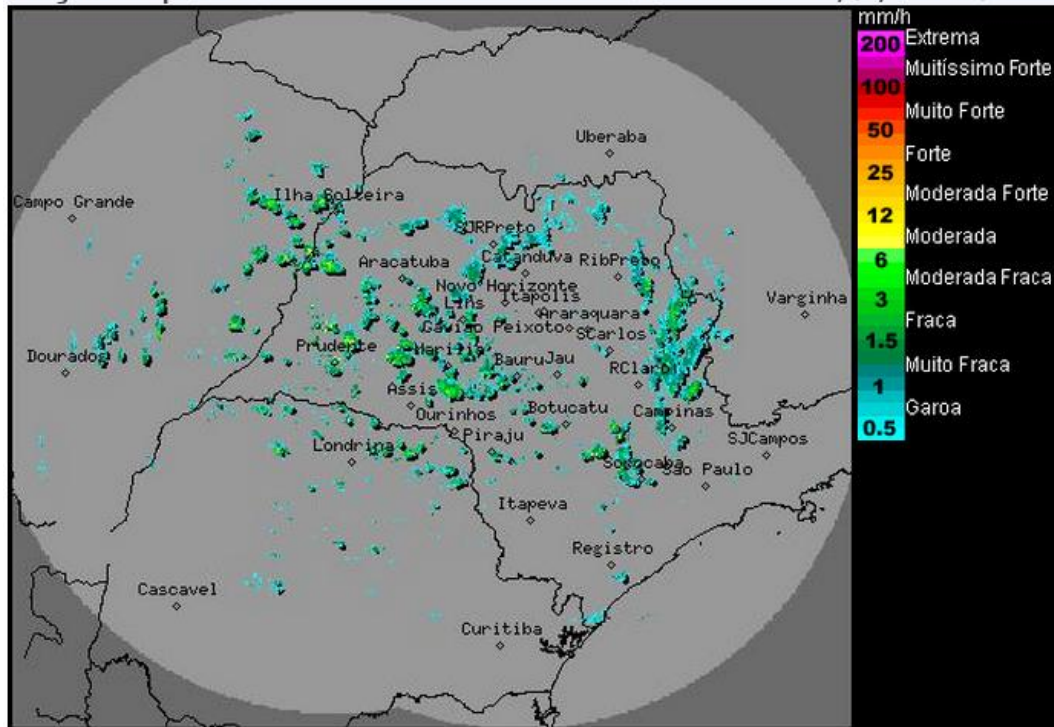 mm/h
200 Extrema
Muitíssimo Forte
100
Muito Forte
50
Forte
25
Moderada Forte
12
Moderada
6
Moderada Fraca
3
Fraca
1.5
Muito Fraca
1
Garoa
0.5
Uberaba
Campo Grande
Ilha Solteira
SJRPreto
Catanduva
RibPreto
Aracatuba
Novo Horizonte
Lins
Itapolis
Araraquara
Varginha
Gaviao Peixoto
SCarlos
Prudente
Marilia
Dourados
Bauru
Jau
RClaro
Assis
Ourinhos
Botucatu
Campinas
Piraju
SJCampos
Londrina
Sorocaba
Sao Paulo
Itapeva
Registro
Cascavel
Curitiba